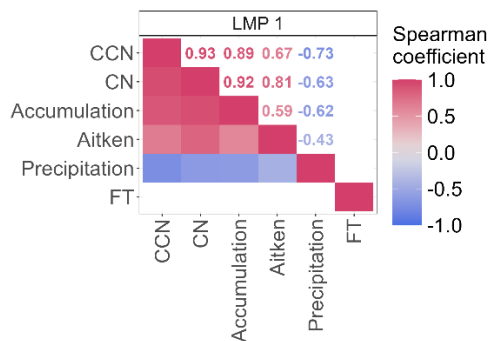 LMP 1
CCN 0.93 0.89 0.67 -0.73
CN 0.92 0.81 -0.63
Accumulation 0.59 -0.62
Aitken -0.43
Precipitation
FT
CCN CN Accumulation Aitken Precipitation FT
Spearman
coefficient
1.0
0.5
0.0
-0.5
-1.0